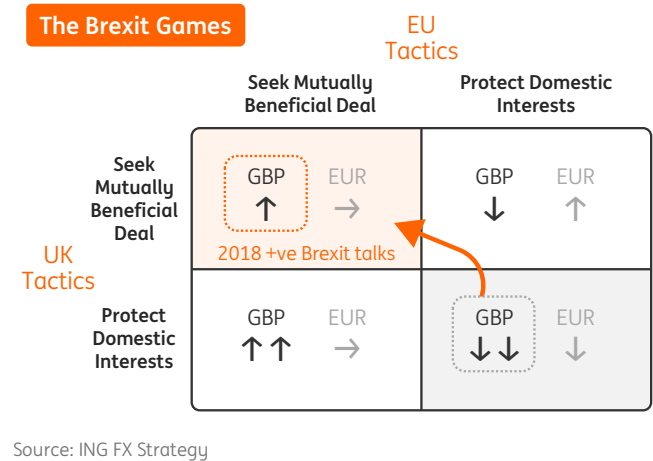 The Brexit Games
EU
Tactics
Seek Mutually
Beneficial Deal
Protect Domestic
Interests
Seek
Mutually
Beneficial
Deal
GBP
EUR
↑
→
2018 +ve Brexit talks
GBP
EUR
↓
↑
UK
Tactics
Protect
Domestic
Interests
GBP
EUR
↑↑
→
GBP
EUR
↓↓
↓
Source: ING FX Strategy